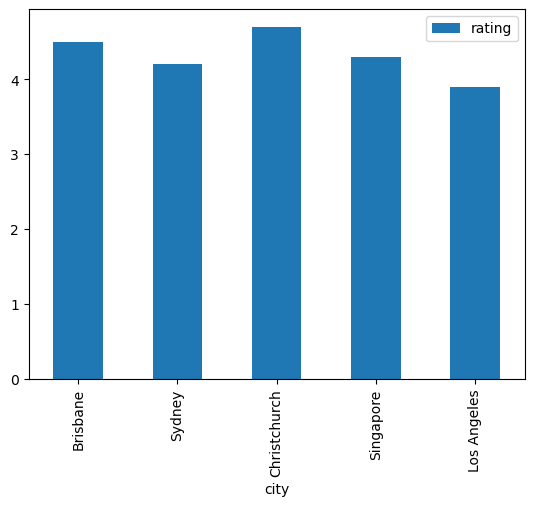 rating
4
3
2
1
0
Brisbane
Sydney
Christchurch
Singapore
Los Angeles
city